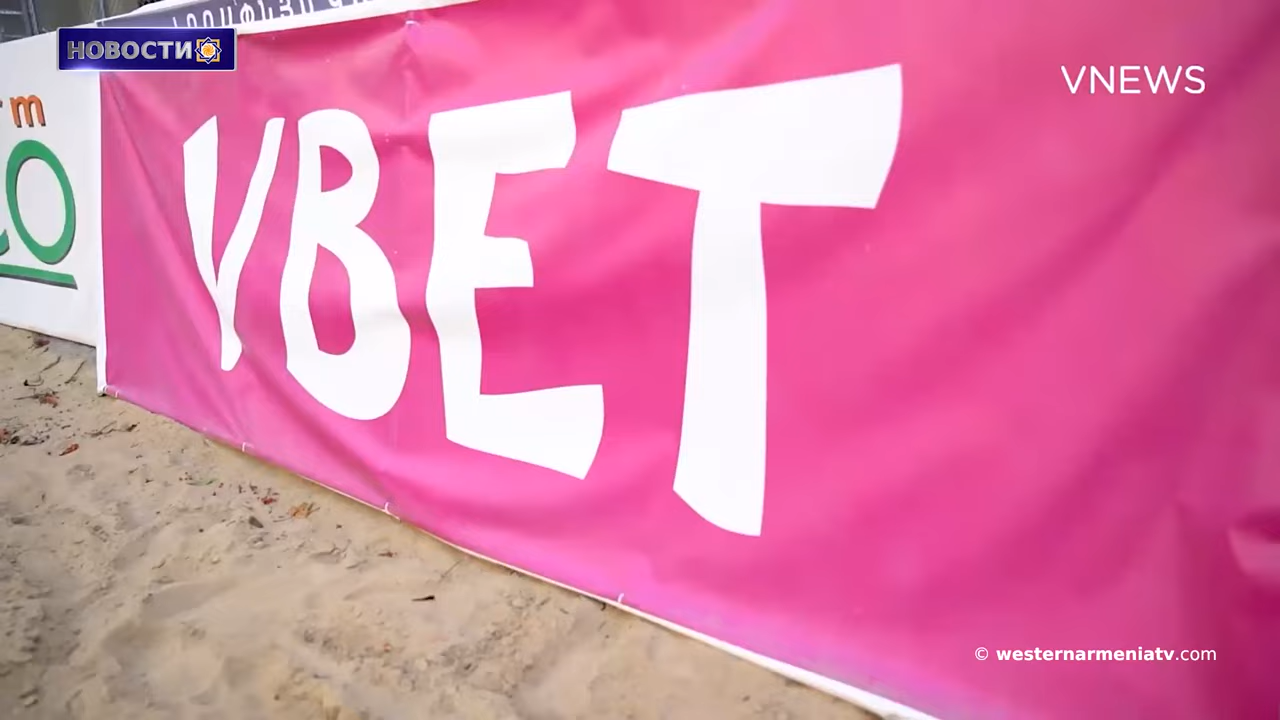 НОВОСТИ
VNEWS
m
VBET
© westernarmeniatv.com